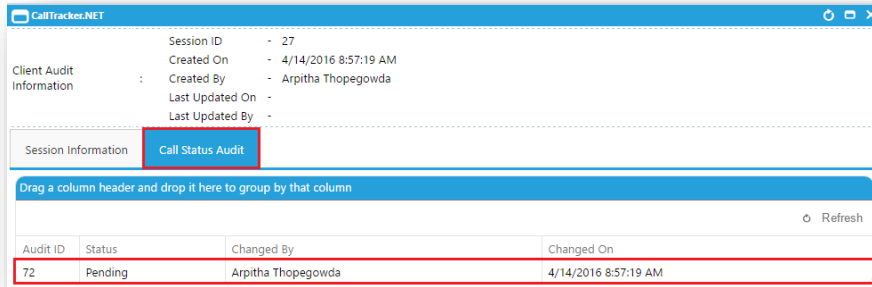 CallTracker.NET
Session ID - 27
Created On - 4/14/2016 8:57:19 AM
Client Audit Information : Created By - Arpitha Thopegowda
Last Updated On -
Last Updated By -
Session Information Call Status Audit
Drag a column header and drop it here to group by that column
Refresh
Audit ID Status Changed By Changed On
72 Pending Arpitha Thopegowda 4/14/2016 8:57:19 AM